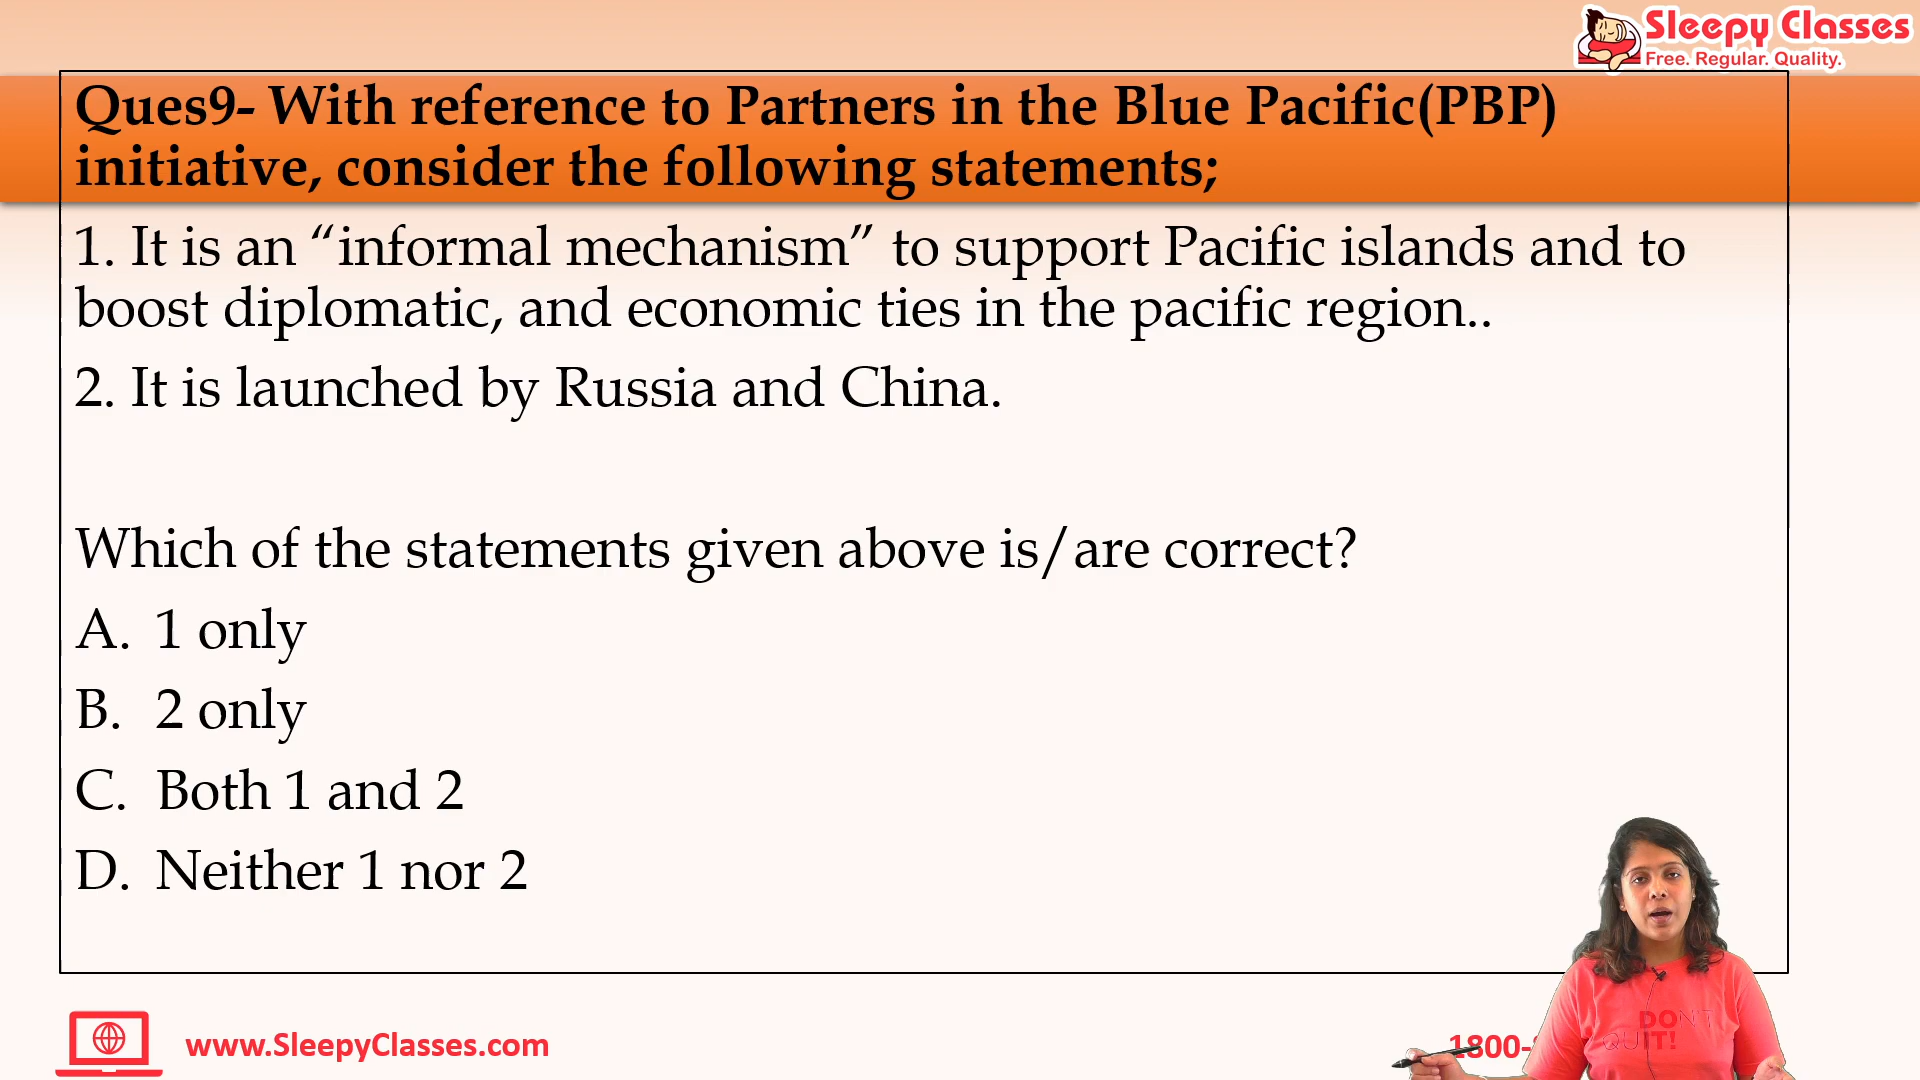 Sleepy Classes
Free. Regular. Quality.
Ques9- With reference to Partners in the Blue Pacific(PBP)
initiative, consider the following statements;
1. It is an “informal mechanism” to support Pacific islands and to
boost diplomatic, and economic ties in the pacific region..
2. It is launched by Russia and China.
Which of the statements given above is/are correct?
A. 1 only
B. 2 only
C. Both 1 and 2
D. Neither 1 nor 2
www.SleepyClasses.com
1800-
DON'T
QUIT!